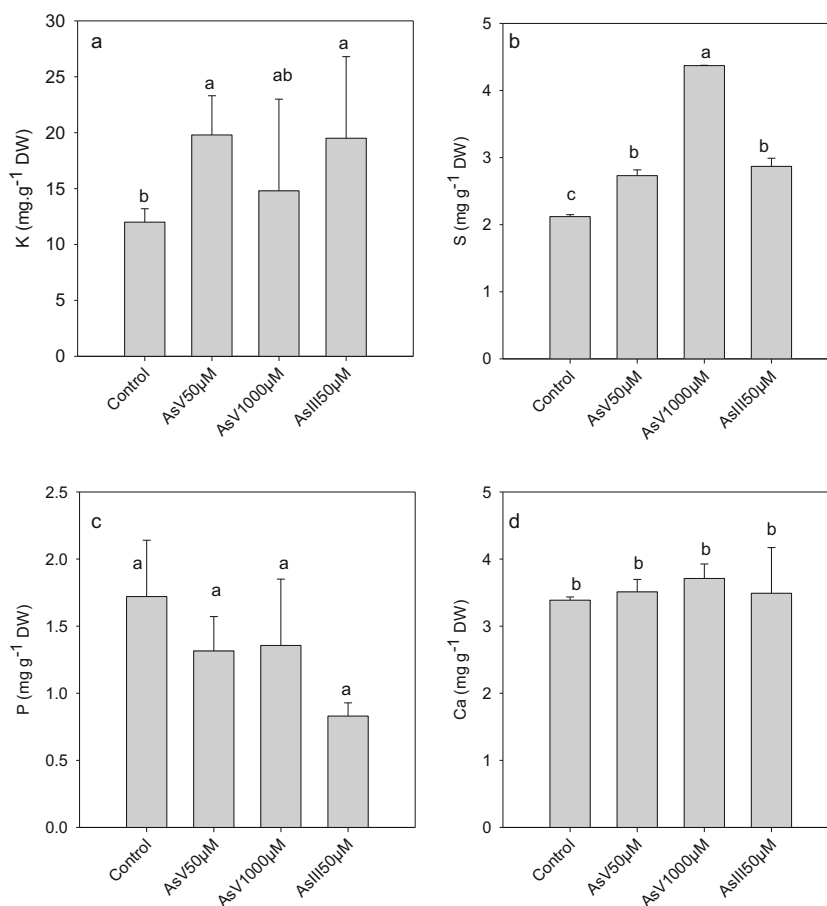 a
30
25
20
15
10
5
0
K (mg.g⁻¹ DW)
b
a
ab
a
Control
AsV50µM
AsV1000µM
AsIII50µM
b
5
4
3
2
1
0
S (mg g⁻¹ DW)
c
b
a
b
Control
AsV50µM
AsV1000µM
AsIII50µM
c
2.5
2.0
1.5
1.0
0.5
0.0
P (mg g⁻¹ DW)
a
a
a
a
Control
AsV50µM
AsV1000µM
AsIII50µM
d
5
4
3
2
1
0
Ca (mg g⁻¹ DW)
b
b
b
b
Control
AsV50µM
AsV1000µM
AsIII50µM